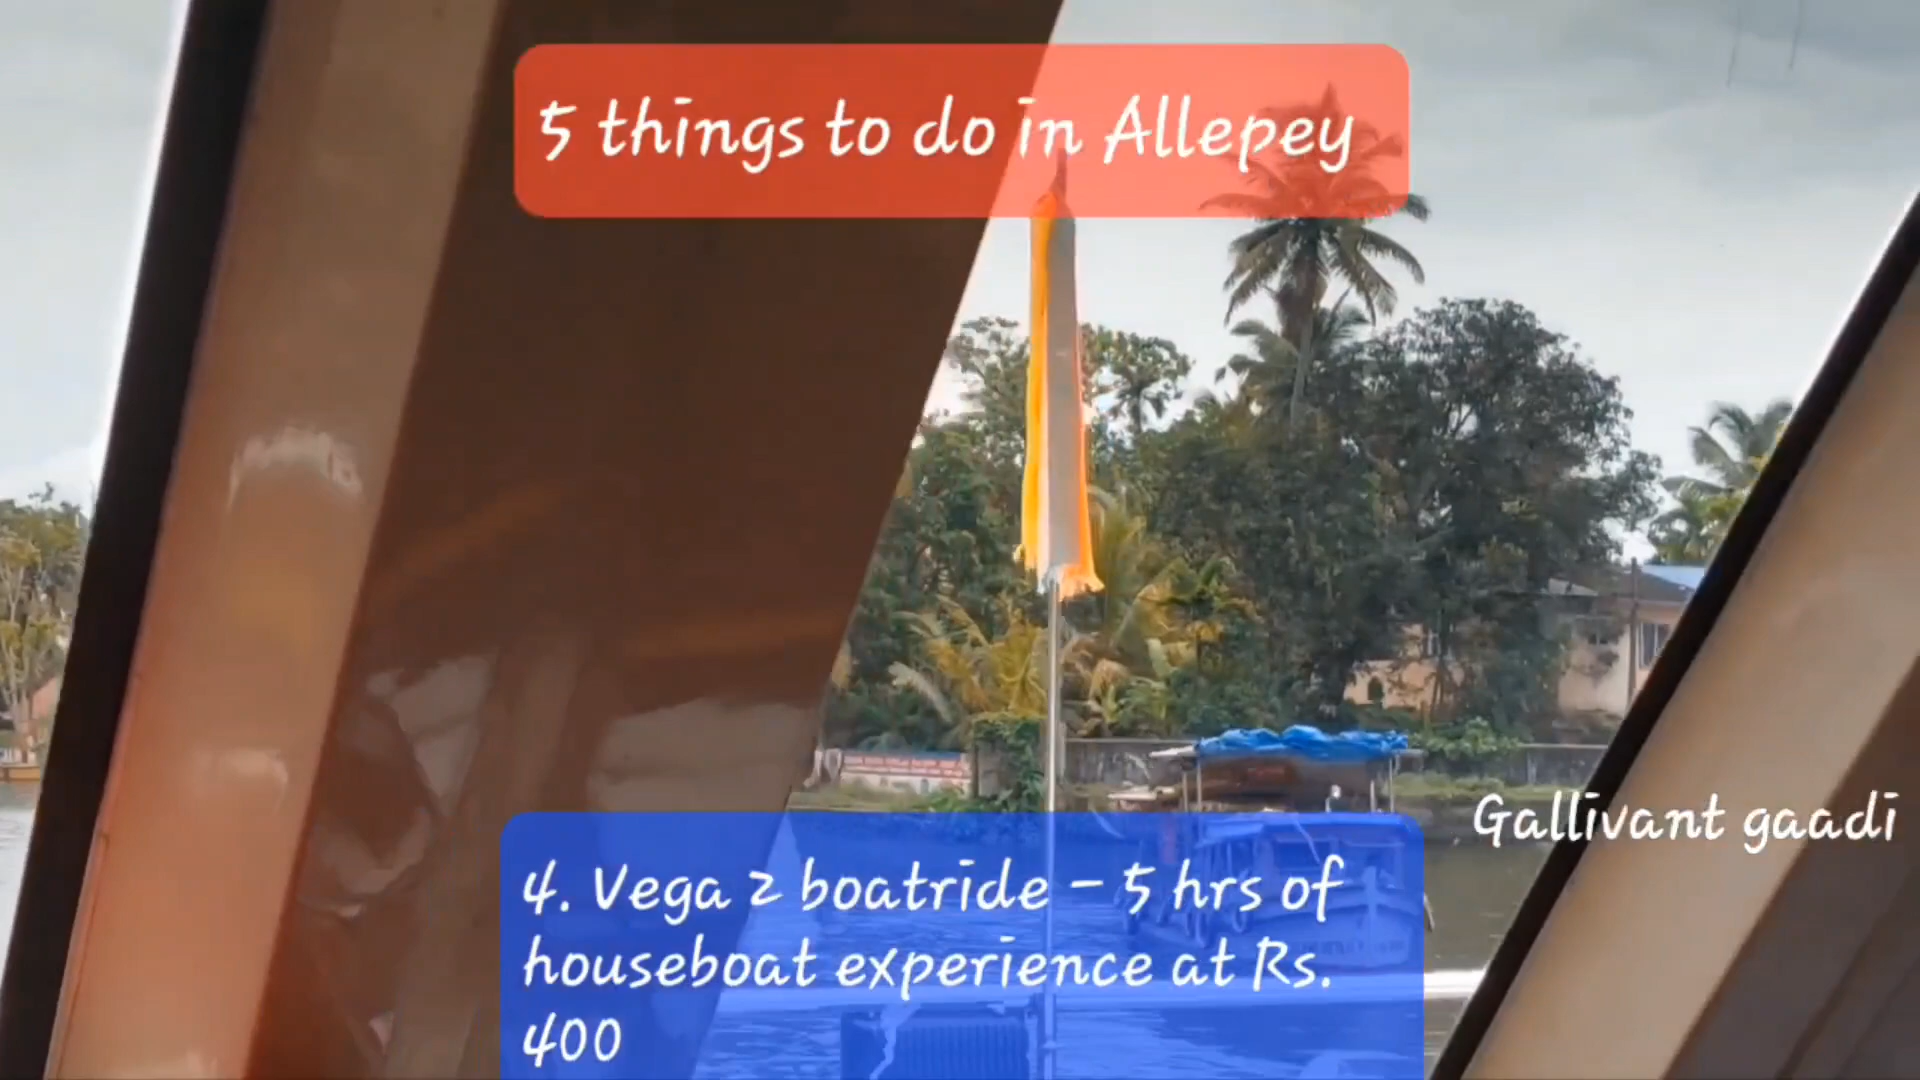 5 things to do in Allepey
Gallivant gaadi
4. Vega 2 boatride - 5 hrs of
houseboat experience at Rs.
400